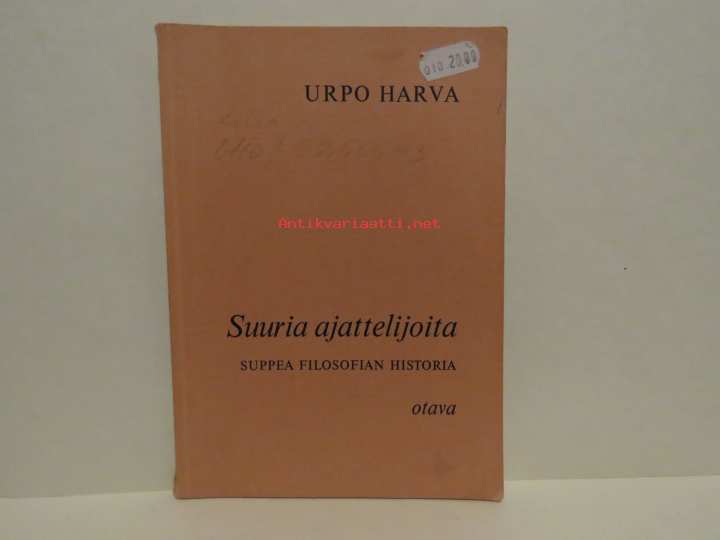 010 2000
URPO HARVA
Antikvariaatti.net
Suuria ajattelijoita
SUPPEA FILOSOFIAN HISTORIA
otava